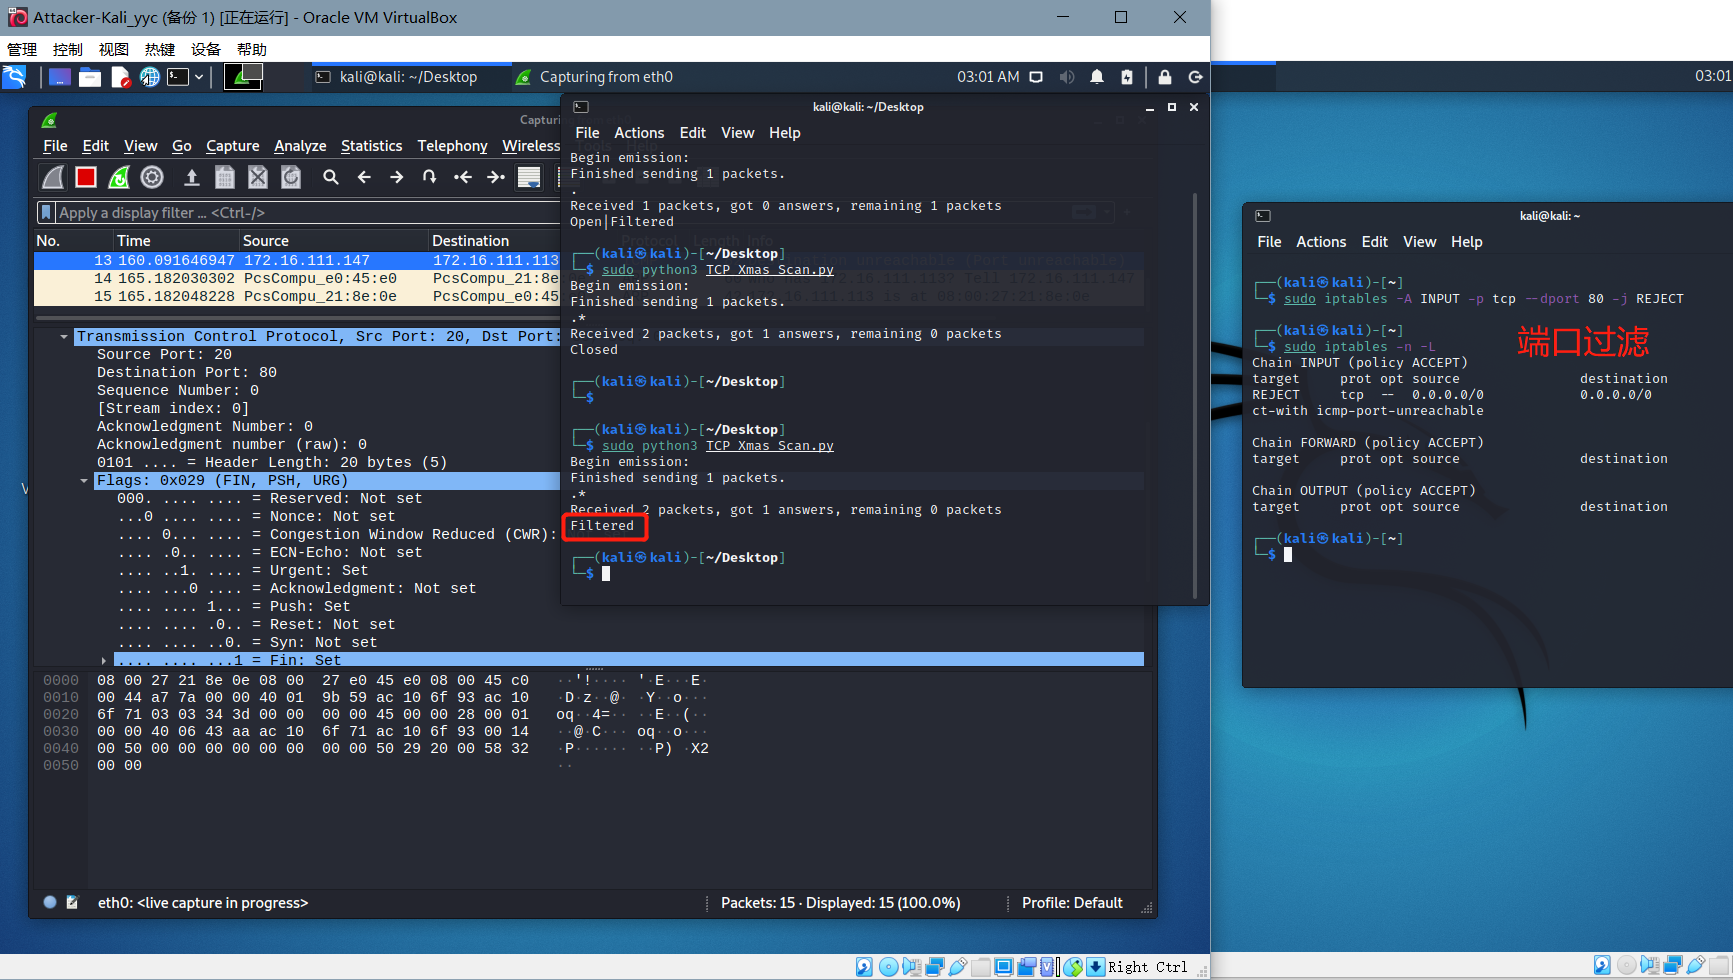 Attacker-Kali_yyc (备份 1) [正在运行] - Oracle VM VirtualBox
管理 控制 视图 热键 设备 帮助
kali@kali: ~/Desktop
Capturing from eth0
03:01 AM
03:01
File Edit View Go Capture Analyze Statistics Telephony Wireless
Apply a display filter … <Ctrl-/>
No. Time Source Destination
13 160.091646947 172.16.111.147 172.16.111.113
14 165.182030302 PcsCompu_e0:45:e0 PcsCompu_21:8e
15 165.182048228 PcsCompu_21:8e:0e PcsCompu_e0:45
Transmission Control Protocol, Src Port: 20, Dst Port:
Source Port: 20
Destination Port: 80
Sequence Number: 0
[Stream index: 0]
Acknowledgment Number: 0
Acknowledgment number (raw): 0
0101 .... = Header Length: 20 bytes (5)
Flags: 0x029 (FIN, PSH, URG)
000. .... .... = Reserved: Not set
...0 .... .... = Nonce: Not set
.... 0... .... = Congestion Window Reduced (CWR):
.... .0.. .... = ECN-Echo: Not set
.... ..1. .... = Urgent: Set
.... ...0 .... = Acknowledgment: Not set
.... .... 1... = Push: Set
.... .... .0.. = Reset: Not set
.... .... ..0. = Syn: Not set
.... .... ...1 = Fin: Set
0000 08 00 27 21 8e 0e 08 00 27 e0 45 e0 08 00 45 c0 ··'!···· '·E···E·
0010 00 44 a7 7a 00 00 40 01 9b 59 ac 10 6f 93 ac 10 ·D·z··@· ·Y··o···
0020 6f 71 03 03 34 3d 00 00 00 00 45 00 00 28 00 01 oq··4=·· ··E··(··
0030 00 00 40 06 43 aa ac 10 6f 71 ac 10 6f 93 00 14 ··@·C··· oq··o···
0040 00 50 00 00 00 00 00 00 00 00 50 29 20 00 58 32 ·P······ ··P) ·X2
0050 00 00 ··
eth0: <live capture in progress>
Packets: 15 · Displayed: 15 (100.0%)
Profile: Default
kali@kali: ~/Desktop
File Actions Edit View Help
Begin emission:
Finished sending 1 packets.
.
Received 1 packets, got 0 answers, remaining 1 packets
Open|Filtered
┌──(kali㉿kali)-[~/Desktop]
└─$ sudo python3 TCP_Xmas_Scan.py
Begin emission:
Finished sending 1 packets.
.*
Received 2 packets, got 1 answers, remaining 0 packets
Closed
┌──(kali㉿kali)-[~/Desktop]
└─$
┌──(kali㉿kali)-[~/Desktop]
└─$ sudo python3 TCP_Xmas_Scan.py
Begin emission:
Finished sending 1 packets.
.*
Received 2 packets, got 1 answers, remaining 0 packets
Filtered
┌──(kali㉿kali)-[~/Desktop]
└─$
kali@kali: ~
File Actions Edit View Help
┌──(kali㉿kali)-[~]
└─$ sudo iptables -A INPUT -p tcp --dport 80 -j REJECT
端口过滤
┌──(kali㉿kali)-[~]
└─$ sudo iptables -n -L
Chain INPUT (policy ACCEPT)
target prot opt source destination
REJECT tcp -- 0.0.0.0/0 0.0.0.0/0
ct-with icmp-port-unreachable
Chain FORWARD (policy ACCEPT)
target prot opt source destination
Chain OUTPUT (policy ACCEPT)
target prot opt source destination
┌──(kali㉿kali)-[~]
└─$
Right Ctrl